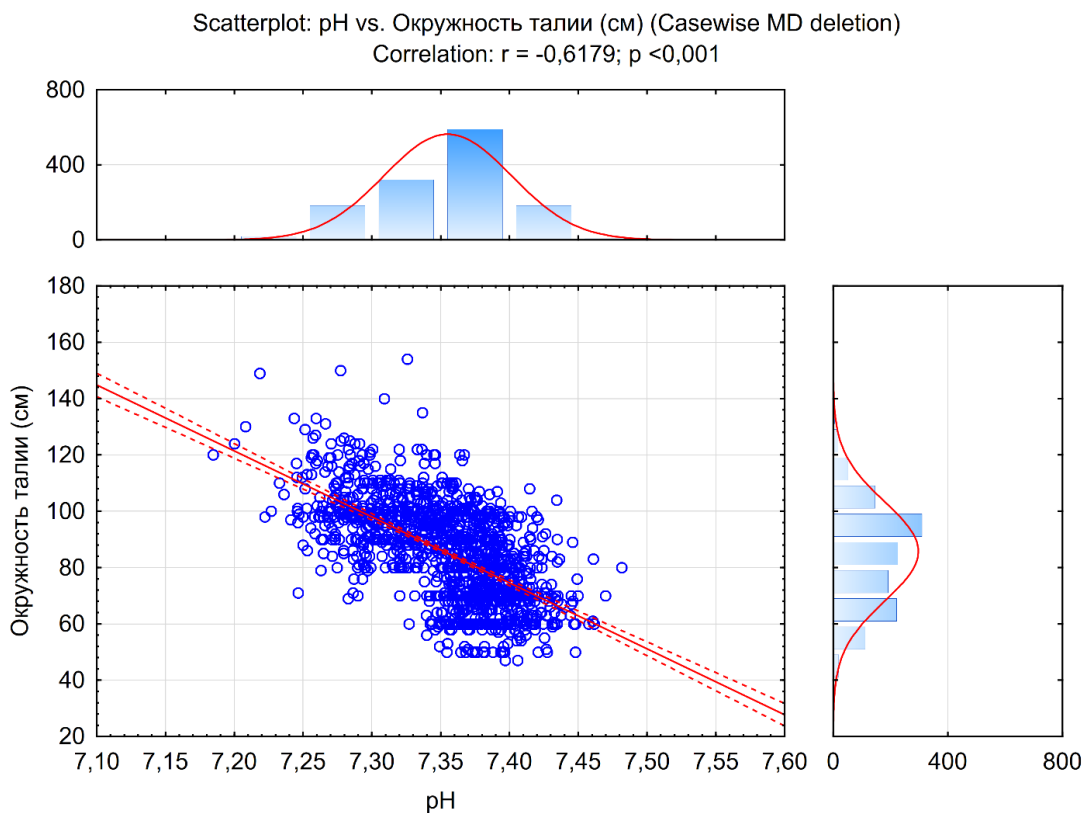 Scatterplot: pH vs. Окружность талии (см) (Casewise MD deletion)
Correlation: r = -0,6179; p <0,001
800
400
0
180
160
140
120
100
80
60
40
20
Окружность талии (см)
7,10 7,15 7,20 7,25 7,30 7,35 7,40 7,45 7,50 7,55 7,60
pH
0 400 800